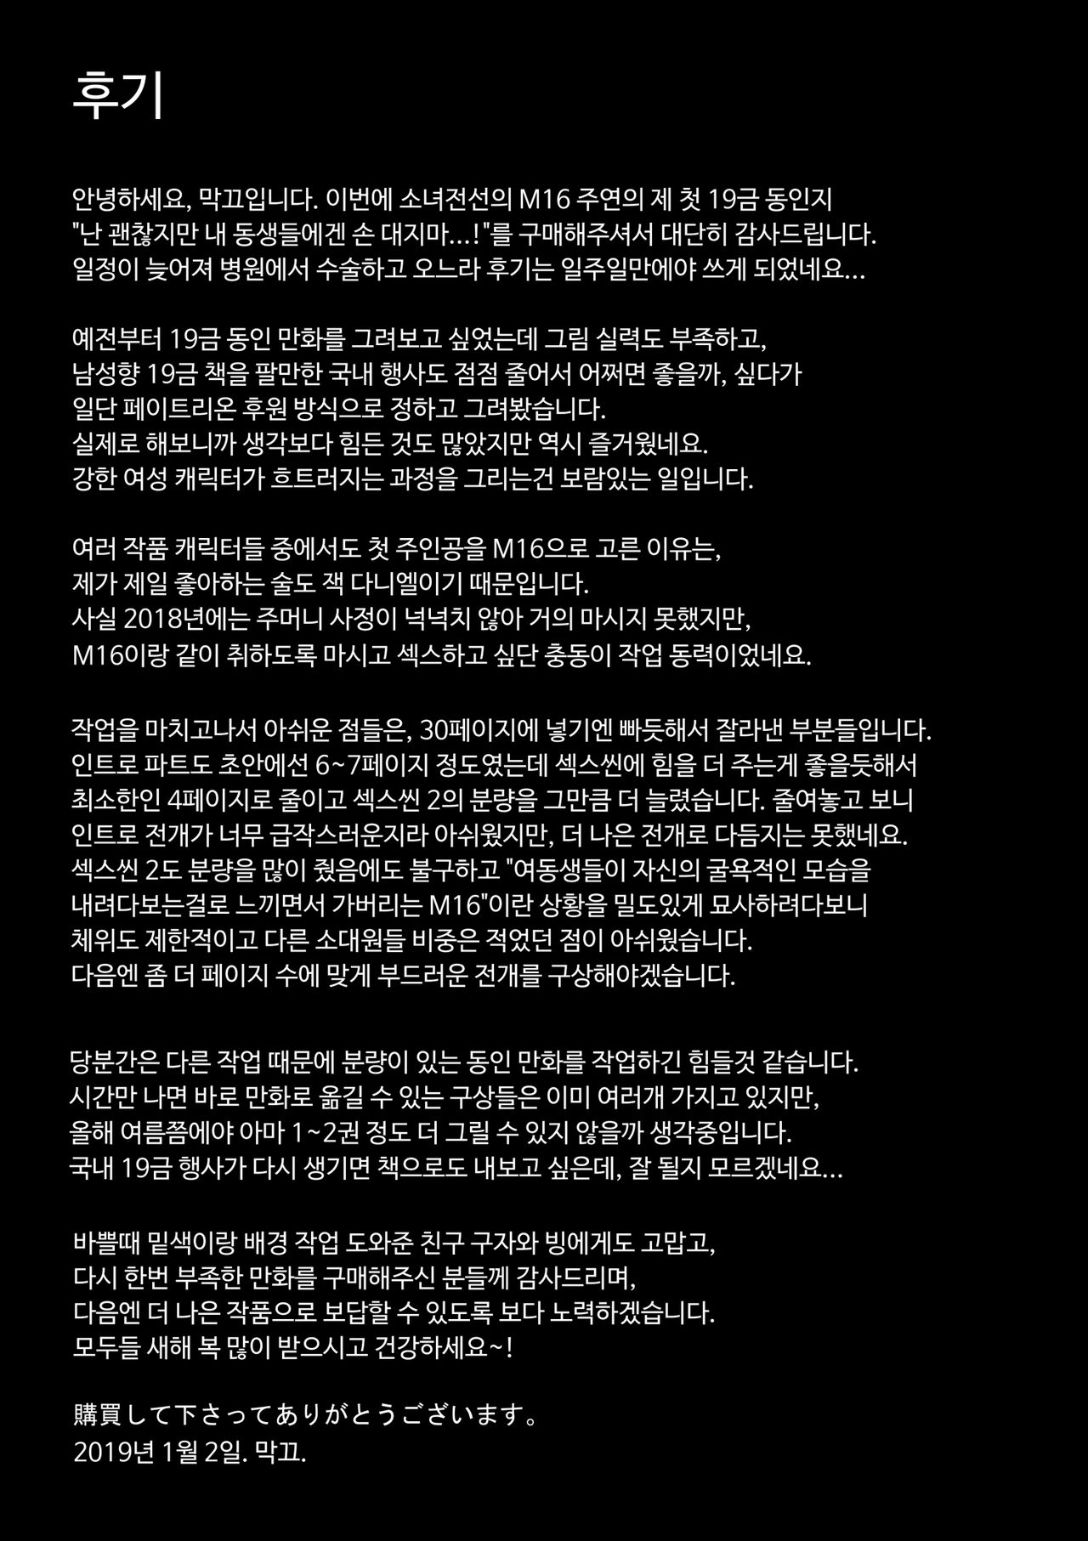 후기
안녕하세요, 막끄입니다. 이번에 소녀전선의 M16 주연의 제 첫 19금 동인지
"난 괜찮지만 내 동생들에겐 손 대지마...!"를 구매해주셔서 대단히 감사드립니다.
일정이 늦어져 병원에서 수술하고 오느라 후기는 일주일만에야 쓰게 되었네요...
예전부터 19금 동인 만화를 그려보고 싶었는데 그림 실력도 부족하고,
남성향 19금 책을 팔만한 국내 행사도 점점 줄어서 어쩌면 좋을까, 싶다가
일단 페이트리온 후원 방식으로 정하고 그려봤습니다.
실제로 해보니까 생각보다 힘든 것도 많았지만 역시 즐거웠네요.
강한 여성 캐릭터가 흐트러지는 과정을 그리는건 보람있는 일입니다.
여러 작품 캐릭터들 중에서도 첫 주인공을 M16으로 고른 이유는,
제가 제일 좋아하는 술도 잭 다니엘이기 때문입니다.
사실 2018년에는 주머니 사정이 넉넉치 않아 거의 마시지 못했지만,
M16이랑 같이 취하도록 마시고 섹스하고 싶단 충동이 작업 동력이었네요.
작업을 마치고나서 아쉬운 점들은, 30페이지에 넣기엔 빠듯해서 잘라낸 부분들입니다.
인트로 파트도 초안에선 6~7페이지 정도였는데 섹스씬에 힘을 더 주는게 좋을듯해서
최소한인 4페이지로 줄이고 섹스씬 2의 분량을 그만큼 더 늘렸습니다. 줄여놓고 보니
인트로 전개가 너무 급작스러운지라 아쉬웠지만, 더 나은 전개로 다듬지는 못했네요.
섹스씬 2도 분량을 많이 줬음에도 불구하고 "여동생들이 자신의 굴욕적인 모습을
내려다보는걸로 느끼면서 가버리는 M16"이란 상황을 밀도있게 묘사하려다보니
체위도 제한적이고 다른 소대원들 비중은 적었던 점이 아쉬웠습니다.
다음엔 좀 더 페이지 수에 맞게 부드러운 전개를 구상해야겠습니다.
당분간은 다른 작업 때문에 분량이 있는 동인 만화를 작업하긴 힘들것 같습니다.
시간만 나면 바로 만화로 옮길 수 있는 구상들은 이미 여러개 가지고 있지만,
올해 여름쯤에야 아마 1~2권 정도 더 그릴 수 있지 않을까 생각중입니다.
국내 19금 행사가 다시 생기면 책으로도 내보고 싶은데, 잘 될지 모르겠네요...
바쁠때 밑색이랑 배경 작업 도와준 친구 구자와 빙에게도 고맙고,
다시 한번 부족한 만화를 구매해주신 분들께 감사드리며,
다음엔 더 나은 작품으로 보답할 수 있도록 보다 노력하겠습니다.
모두들 새해 복 많이 받으시고 건강하세요~!
購買して下さってありがとうございます。
2019년 1월 2일. 막끄.